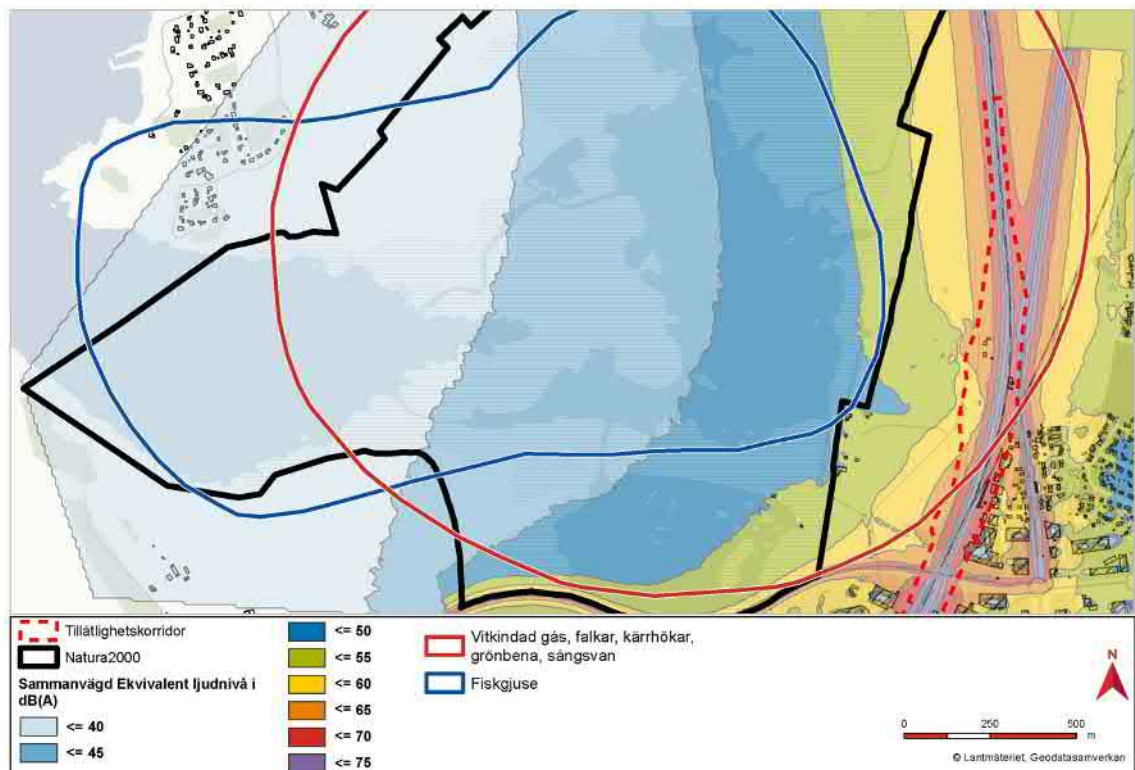 Tillåtlighetskorridor
Natura2000
Sammanvägd Ekvivalent ljudnivå i
dB(A)
<= 40
<= 45
<= 50
<= 55
<= 60
<= 65
<= 70
<= 75
Vitkindad gås, falkar, kärrhökar,
grönbena, sångsvan
Fiskgjuse
N
0 250 500
m
© Lantmäteriet, Geodatasamverkan